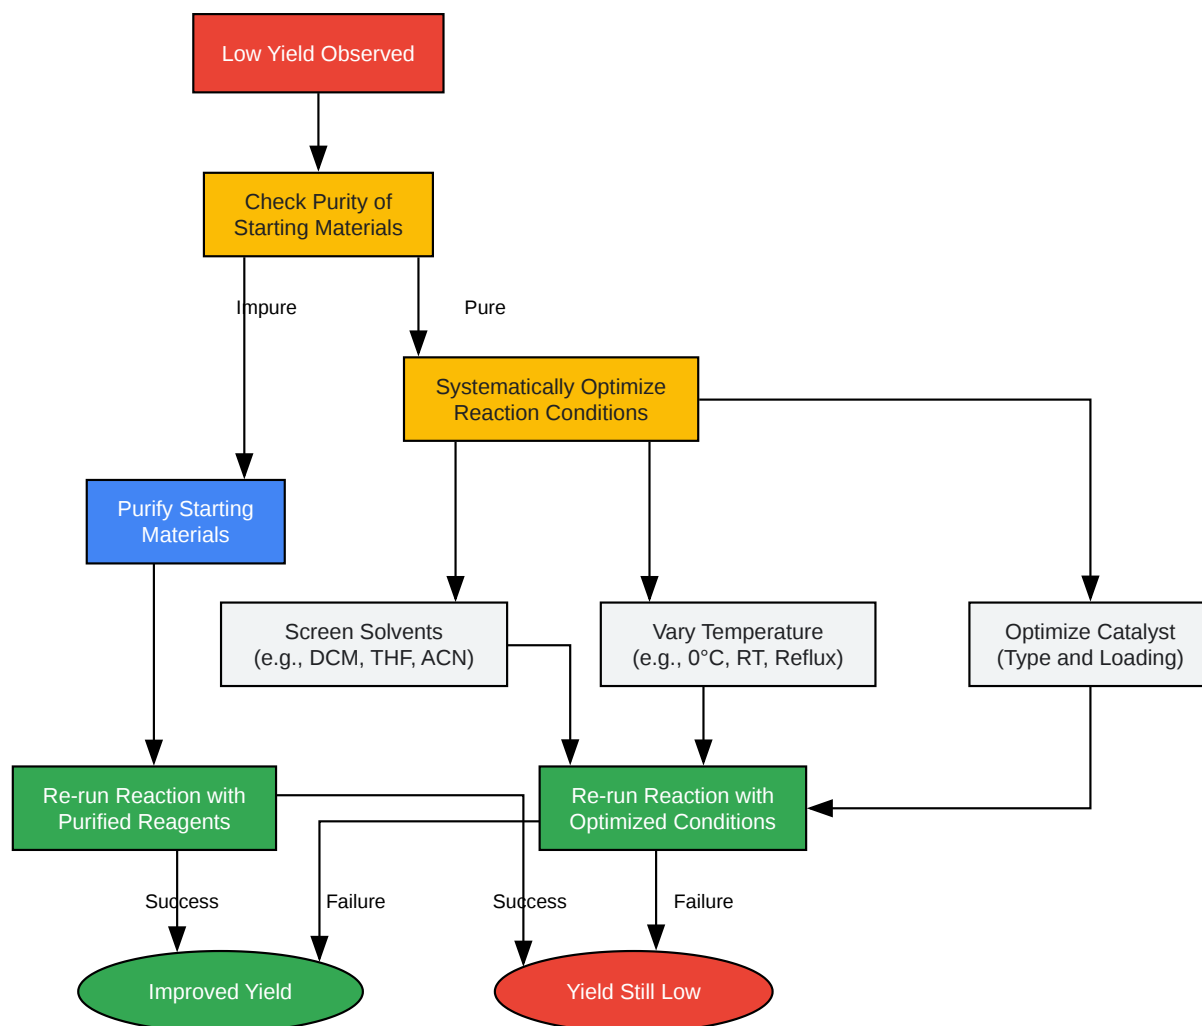 Low Yield Observed
Check Purity of
Starting Materials
Impure
Pure
Systematically Optimize
Reaction Conditions
Purify Starting
Materials
Screen Solvents
(e.g., DCM, THF, ACN)
Vary Temperature
(e.g., 0°C, RT, Reflux)
Optimize Catalyst
(Type and Loading)
Re-run Reaction with
Purified Reagents
Re-run Reaction with
Optimized Conditions
Success
Failure
Success
Failure
Improved Yield
Yield Still Low